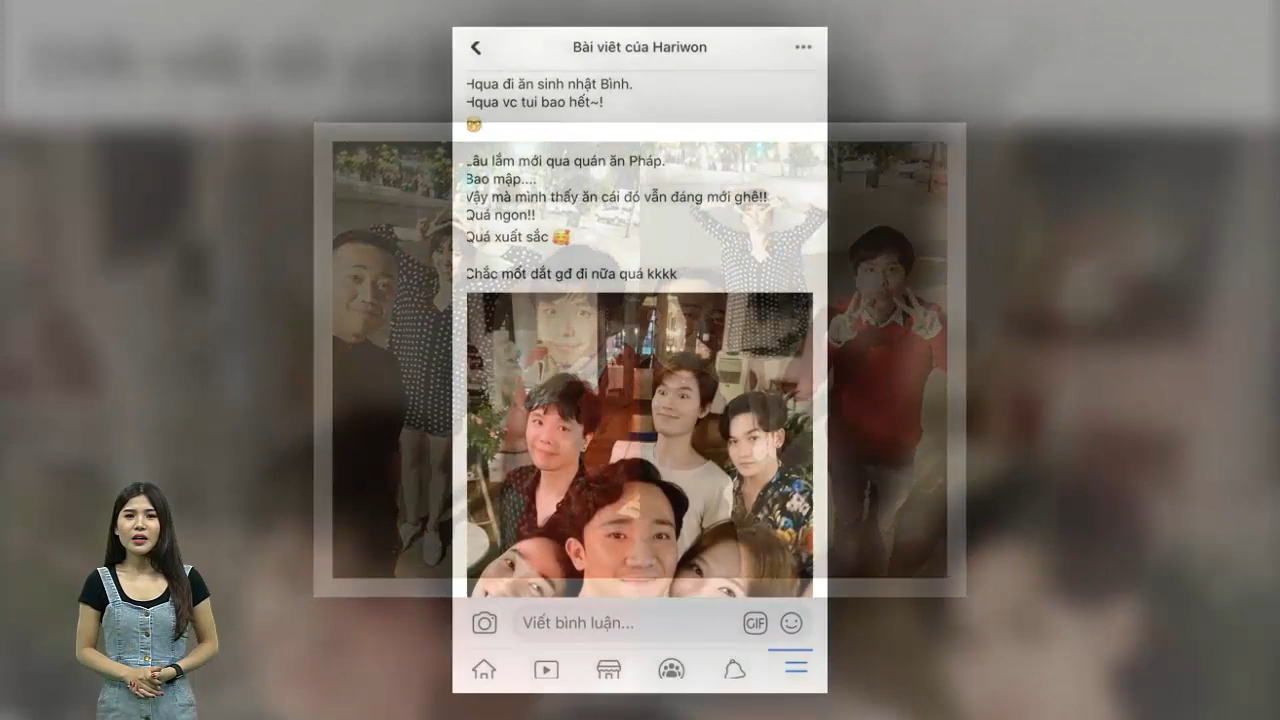 Bài viêt của Hariwon
Hqua đi ăn sinh nhật Bình.
Hqua vc tui bao hết~!
Lâu lắm mới qua quán ăn Pháp.
Bao mập....
Vậy mà mình thấy ăn cái đó vẫn đáng mới ghê!!
Quá ngon!!
Quá xuất sắc
Chắc mốt dắt gđ đi nữa quá kkkk
Viết bình luận...
GIF